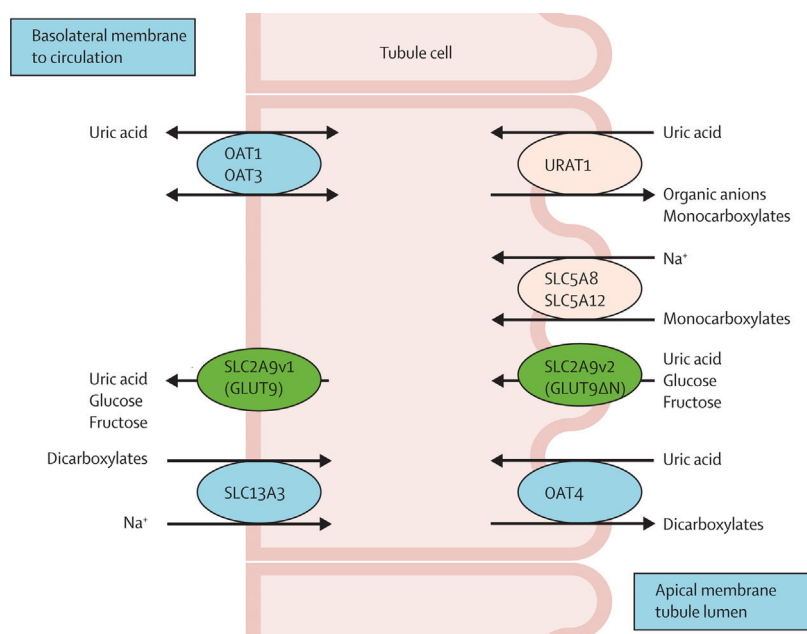 Basolateral membrane
to circulation
Tubule cell
Uric acid
OAT1
OAT3
URAT1
Uric acid
Organic anions
Monocarboxylates
Na⁺
SLC5A8
SLC5A12
Monocarboxylates
Uric acid
Glucose
Fructose
SLC2A9v1
(GLUT9)
SLC2A9v2
(GLUT9ΔN)
Uric acid
Glucose
Fructose
Dicarboxylates
SLC13A3
Na⁺
Uric acid
OAT4
Dicarboxylates
Apical membrane
tubule lumen